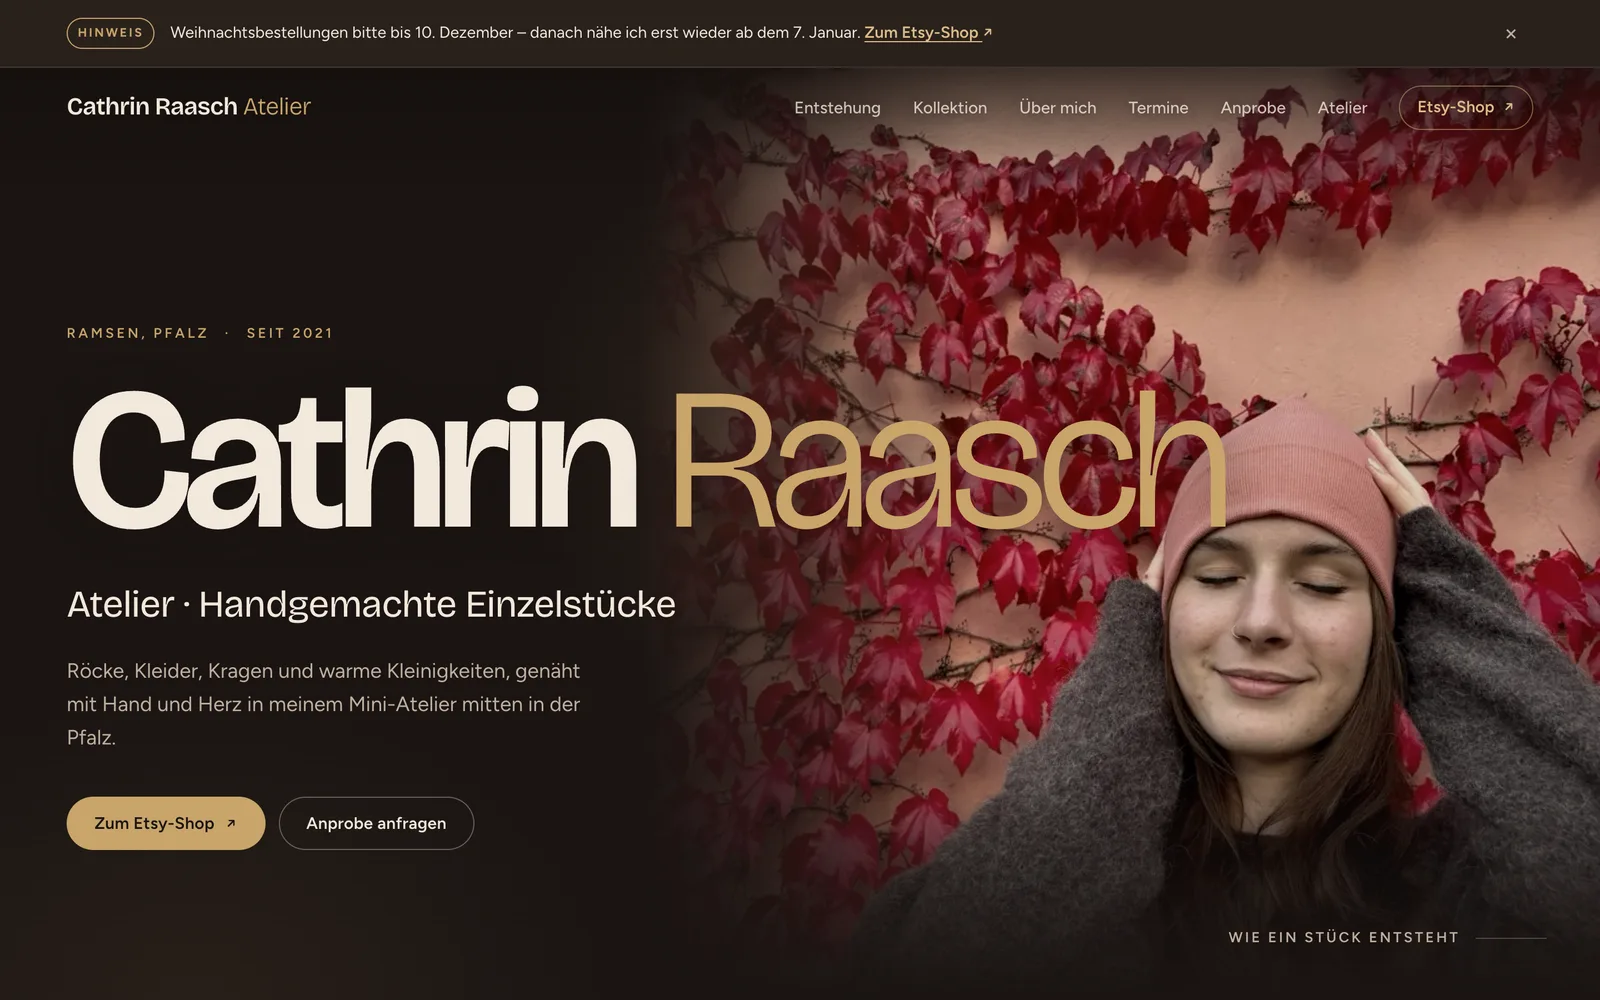 HINWEIS Weihnachtsbestellungen bitte bis 10. Dezember – danach nähe ich erst wieder ab dem 7. Januar. Zum Etsy-Shop ↗ ×
Cathrin Raasch Atelier Entstehung Kollektion Über mich Termine Anprobe Atelier Etsy-Shop ↗
RAMSEN, PFALZ · SEIT 2021
Cathrin Raasch
Atelier · Handgemachte Einzelstücke
Röcke, Kleider, Kragen und warme Kleinigkeiten, genäht
mit Hand und Herz in meinem Mini-Atelier mitten in der
Pfalz.
Zum Etsy-Shop ↗ Anprobe anfragen
WIE EIN STÜCK ENTSTEHT